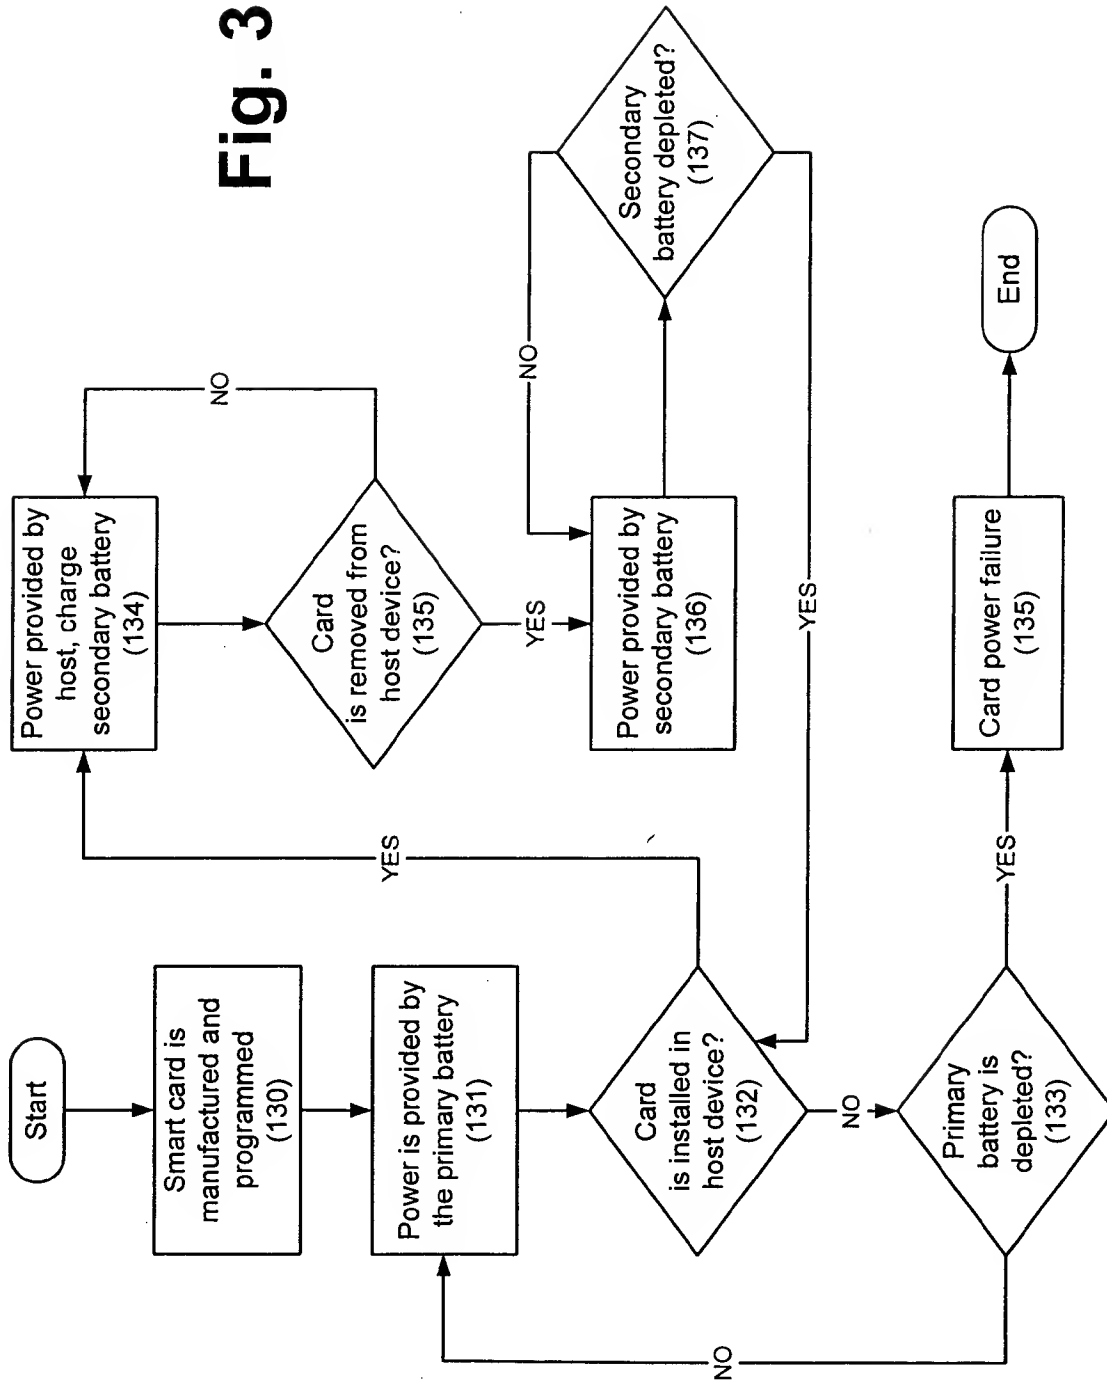 Fig. 3
Start
Smart card is
manufactured and
programmed
(130)
Power is provided by
the primary battery
(131)
Card
is installed in
host device?
(132)
YES
NO
Primary
battery is
depleted?
(133)
NO
YES
Card power failure
(135)
End
Power provided by
host, charge
secondary battery
(134)
Card
is removed from
host device?
(135)
NO
YES
Power provided by
secondary battery
(136)
Secondary
battery depleted?
(137)
NO
YES